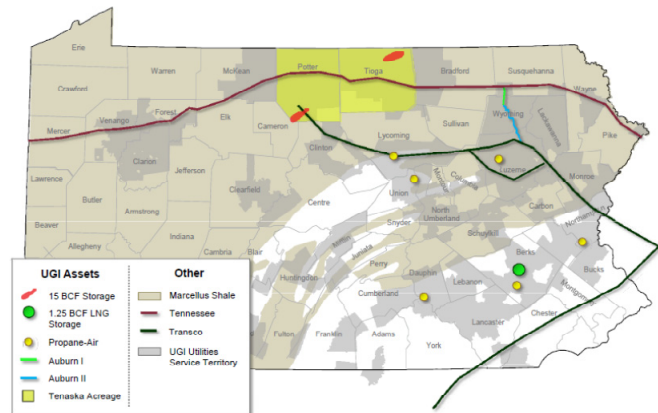 Erie
Crawford
Warren
McKean
Potter
Tioga
Bradford
Susquehanna
Wayne
Mercer
Venango
Forest
Elk
Cameron
Clinton
Lycoming
Sullivan
Wyoming
Lackawanna
Pike
Lawrence
Butler
Clarion
Jefferson
Clearfield
Centre
Union
Montour
Columbia
Luzerne
Monroe
Beaver
Armstrong
Indiana
Allegheny
Cambria
Blair
Huntingdon
Mifflin
Juniata
Snyder
North
Umberland
Schuylkill
Carbon
Northampton
Perry
Dauphin
Lebanon
Berks
Bucks
Montgomery
Cumberland
Lancaster
Chester
Fulton
Franklin
Adams
York
UGI Assets
15 BCF Storage
1.25 BCF LNG
Storage
Propane-Air
Auburn I
Auburn II
Tenaska Acreage
Other
Marcellus Shale
Tennessee
Transco
UGI Utilities
Service Territory